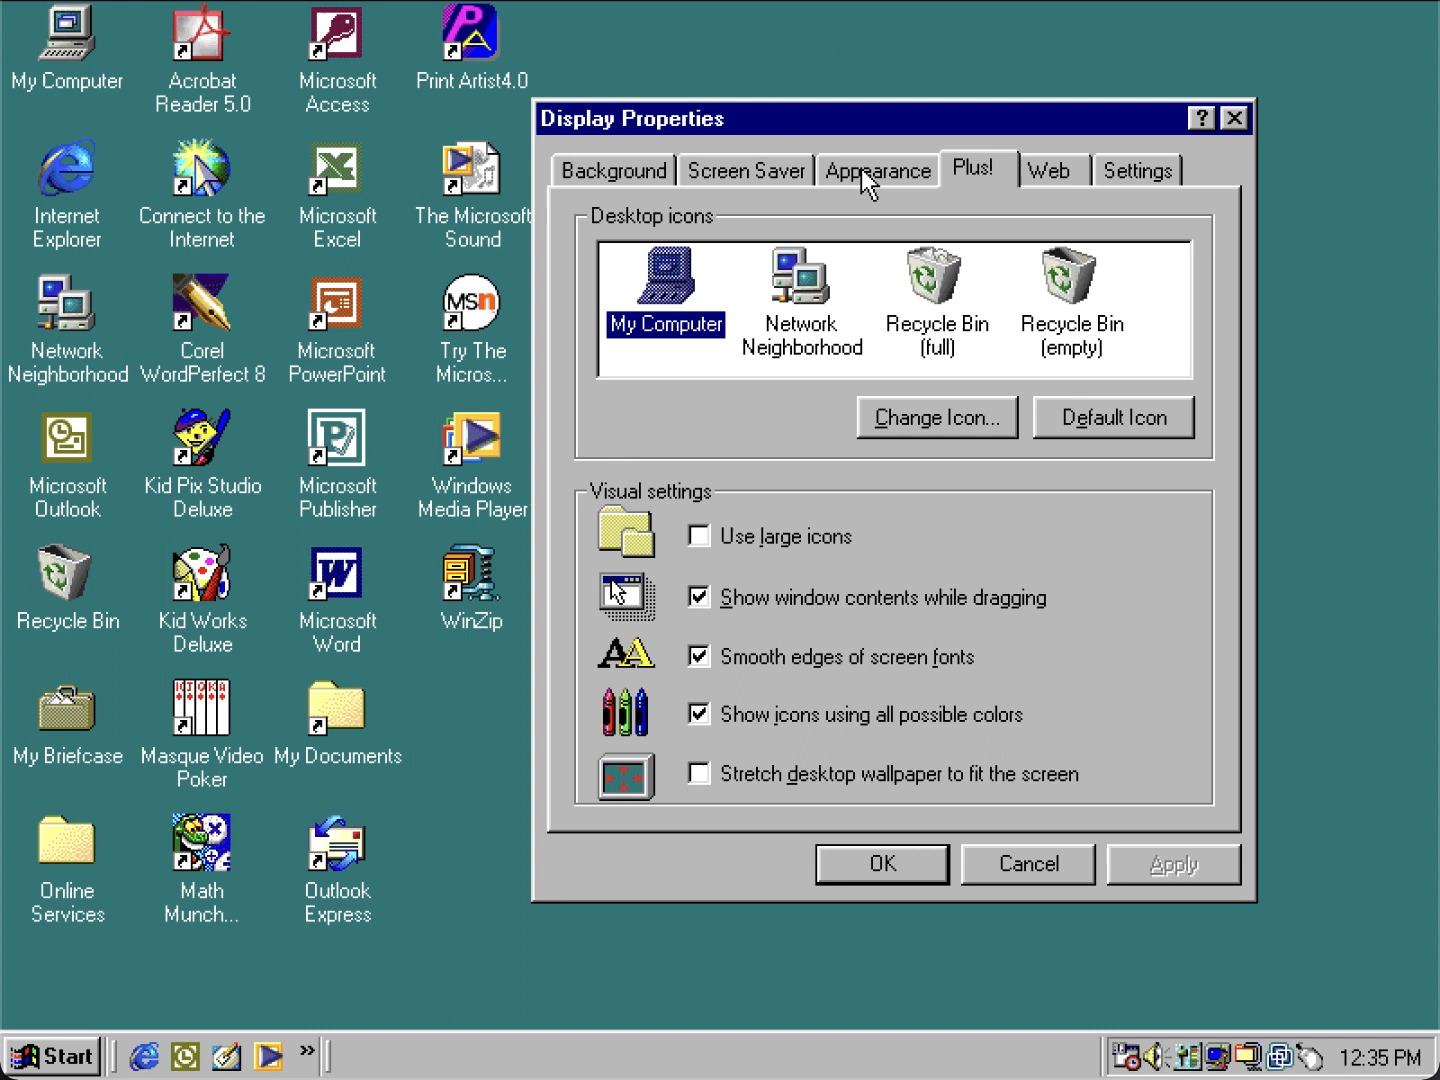 My Computer
Acrobat
Reader 5.0
Microsoft
Access
Print Artist4.0
Internet
Explorer
Connect to the
Internet
Microsoft
Excel
The Microsoft
Sound
Network
Neighborhood
Corel
WordPerfect 8
Microsoft
PowerPoint
msn
Try The
Micros...
Microsoft
Outlook
Kid Pix Studio
Deluxe
Microsoft
Publisher
Windows
Media Player
Recycle Bin
Kid Works
Deluxe
Microsoft
Word
WinZip
My Briefcase
Masque Video
Poker
My Documents
Online
Services
Math
Munch...
Outlook
Express
Display Properties
Background
Screen Saver
Appearance
Plus!
Web
Settings
Desktop icons
My Computer
Network
Neighborhood
Recycle Bin
(full)
Recycle Bin
(empty)
Change Icon...
Default Icon
Visual settings
Use large icons
Show window contents while dragging
Smooth edges of screen fonts
Show icons using all possible colors
Stretch desktop wallpaper to fit the screen
OK
Cancel
Apply
Start
»
12:35 PM